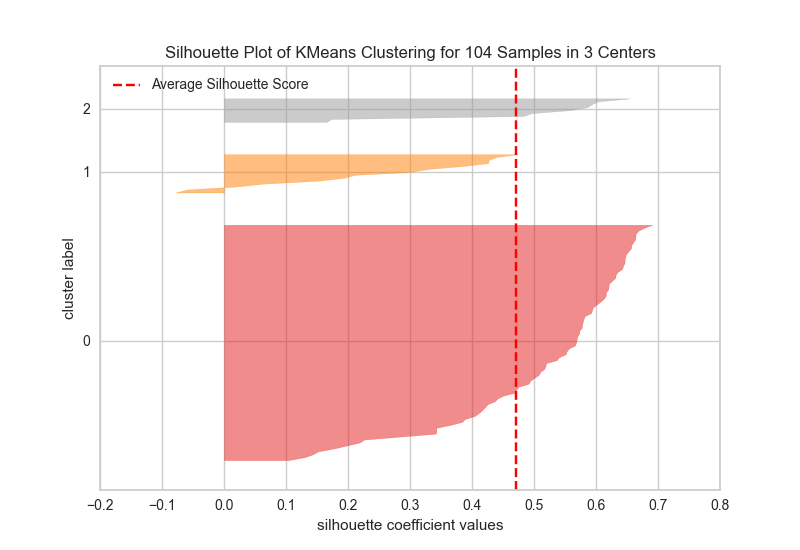 Silhouette Plot of KMeans Clustering for 104 Samples in 3 Centers
Average Silhouette Score
2
1
0
cluster label
−0.2 −0.1 0.0 0.1 0.2 0.3 0.4 0.5 0.6 0.7 0.8
silhouette coefficient values